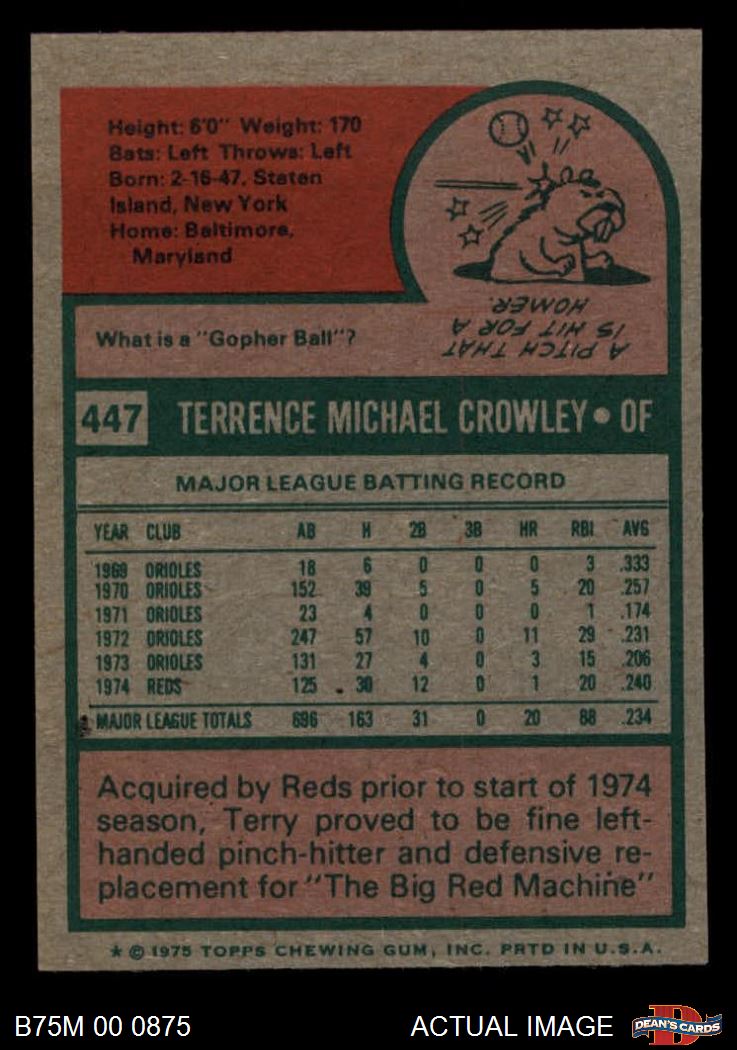 Height: 6'0" Weight: 170
Bats: Left Throws: Left
Born: 2-16-47, Staten
Island, New York
Home: Baltimore,
Maryland
What is a "Gopher Ball"?
A PITCH THAT
IS HIT FOR A
HOMER.
447 TERRENCE MICHAEL CROWLEY • OF
MAJOR LEAGUE BATTING RECORD
YEAR CLUB AB H 2B 3B HR RBI AVG
1969 ORIOLES 18 6 0 0 0 3 .333
1970 ORIOLES 152 39 5 0 5 20 .257
1971 ORIOLES 23 4 0 0 0 1 .174
1972 ORIOLES 247 57 10 0 11 29 .231
1973 ORIOLES 131 27 4 0 3 15 .206
1974 REDS 125 30 12 0 1 20 .240
MAJOR LEAGUE TOTALS 696 163 31 0 20 88 .234
Acquired by Reds prior to start of 1974
season, Terry proved to be fine left-
handed pinch-hitter and defensive re-
placement for "The Big Red Machine"
★ © 1975 TOPPS CHEWING GUM, INC. PRTD IN U.S.A.
B75M 00 0875 ACTUAL IMAGE
D
DEAN'S CARDS